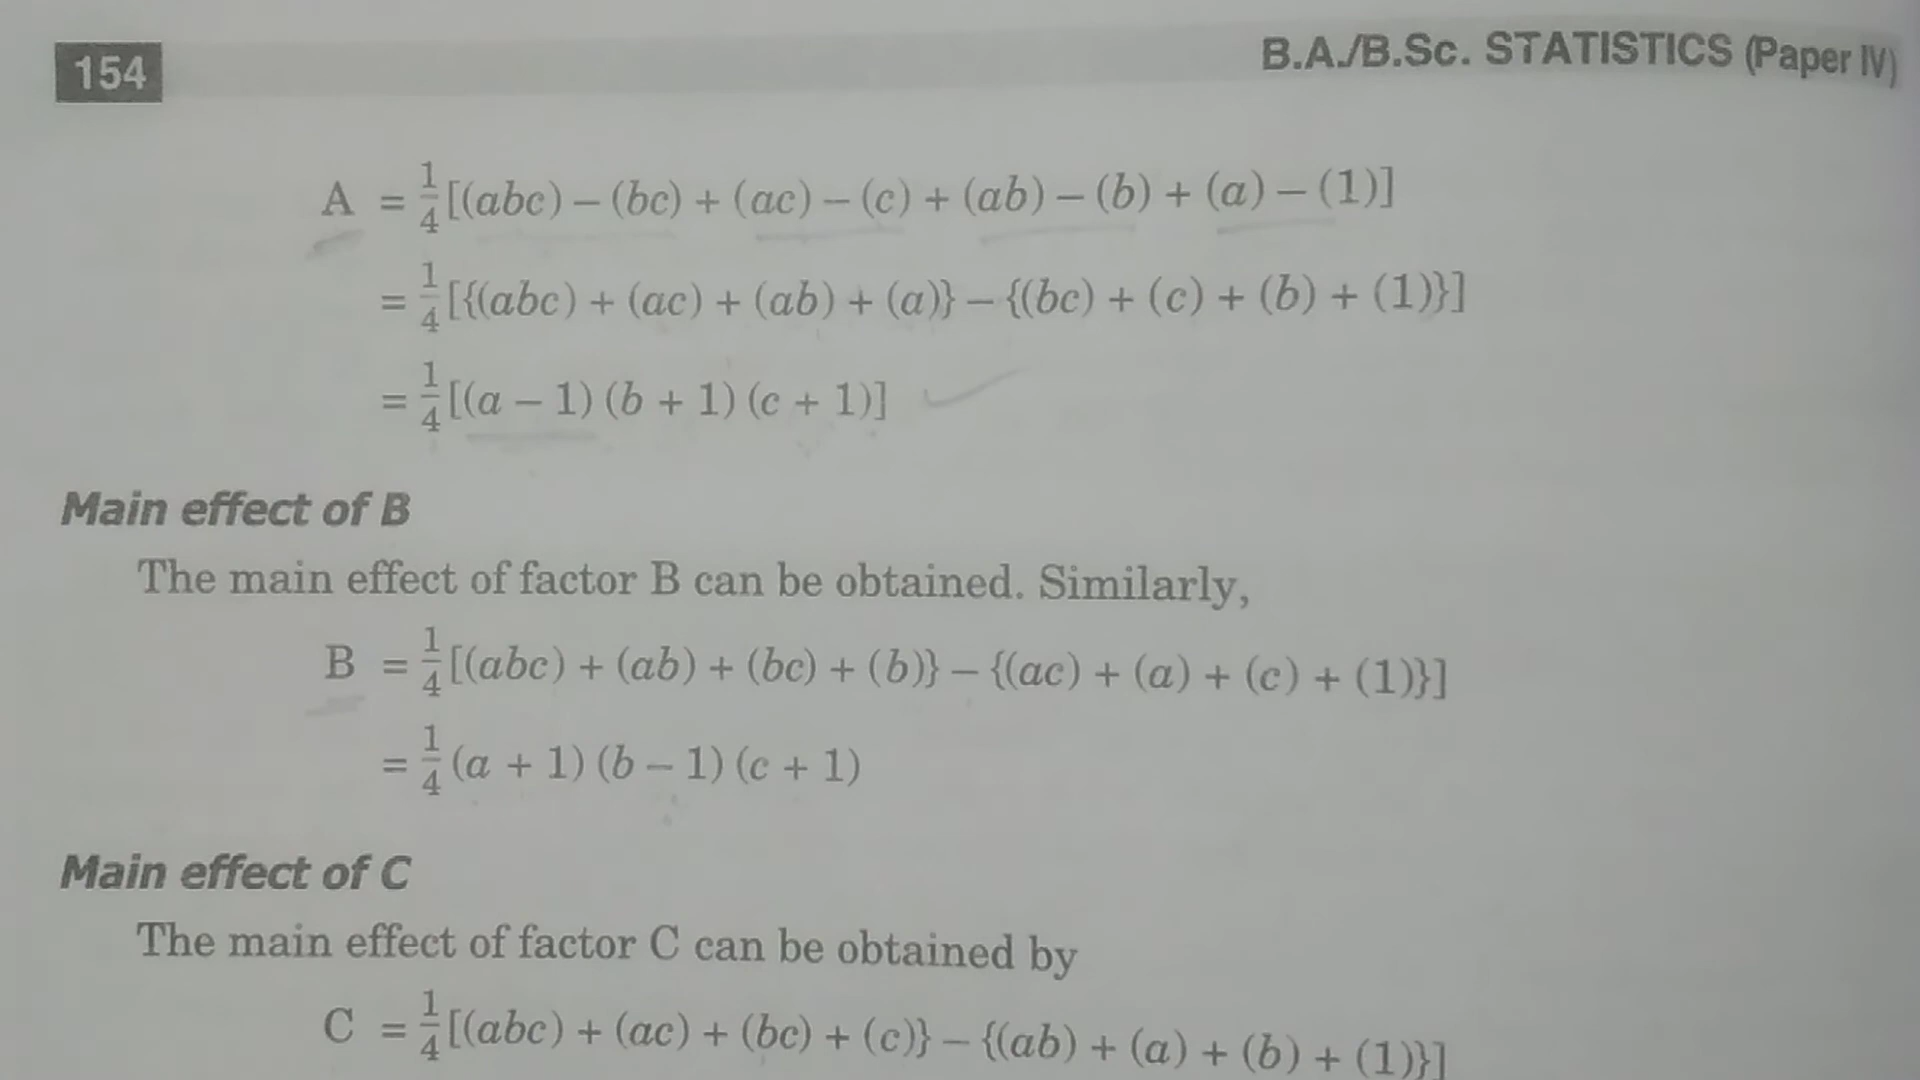 154
B.A./B.Sc. STATISTICS (Paper IV)
A = 1/4 [(abc) – (bc) + (ac) – (c) + (ab) – (b) + (a) – (1)]
= 1/4 [{(abc) + (ac) + (ab) + (a)} – {(bc) + (c) + (b) + (1)}]
= 1/4 [(a – 1) (b + 1) (c + 1)]
Main effect of B
The main effect of factor B can be obtained. Similarly,
B = 1/4 [(abc) + (ab) + (bc) + (b)} – {(ac) + (a) + (c) + (1)}]
= 1/4 (a + 1) (b – 1) (c + 1)
Main effect of C
The main effect of factor C can be obtained by
C = 1/4 [(abc) + (ac) + (bc) + (c)} – {(ab) + (a) + (b) + (1)}]